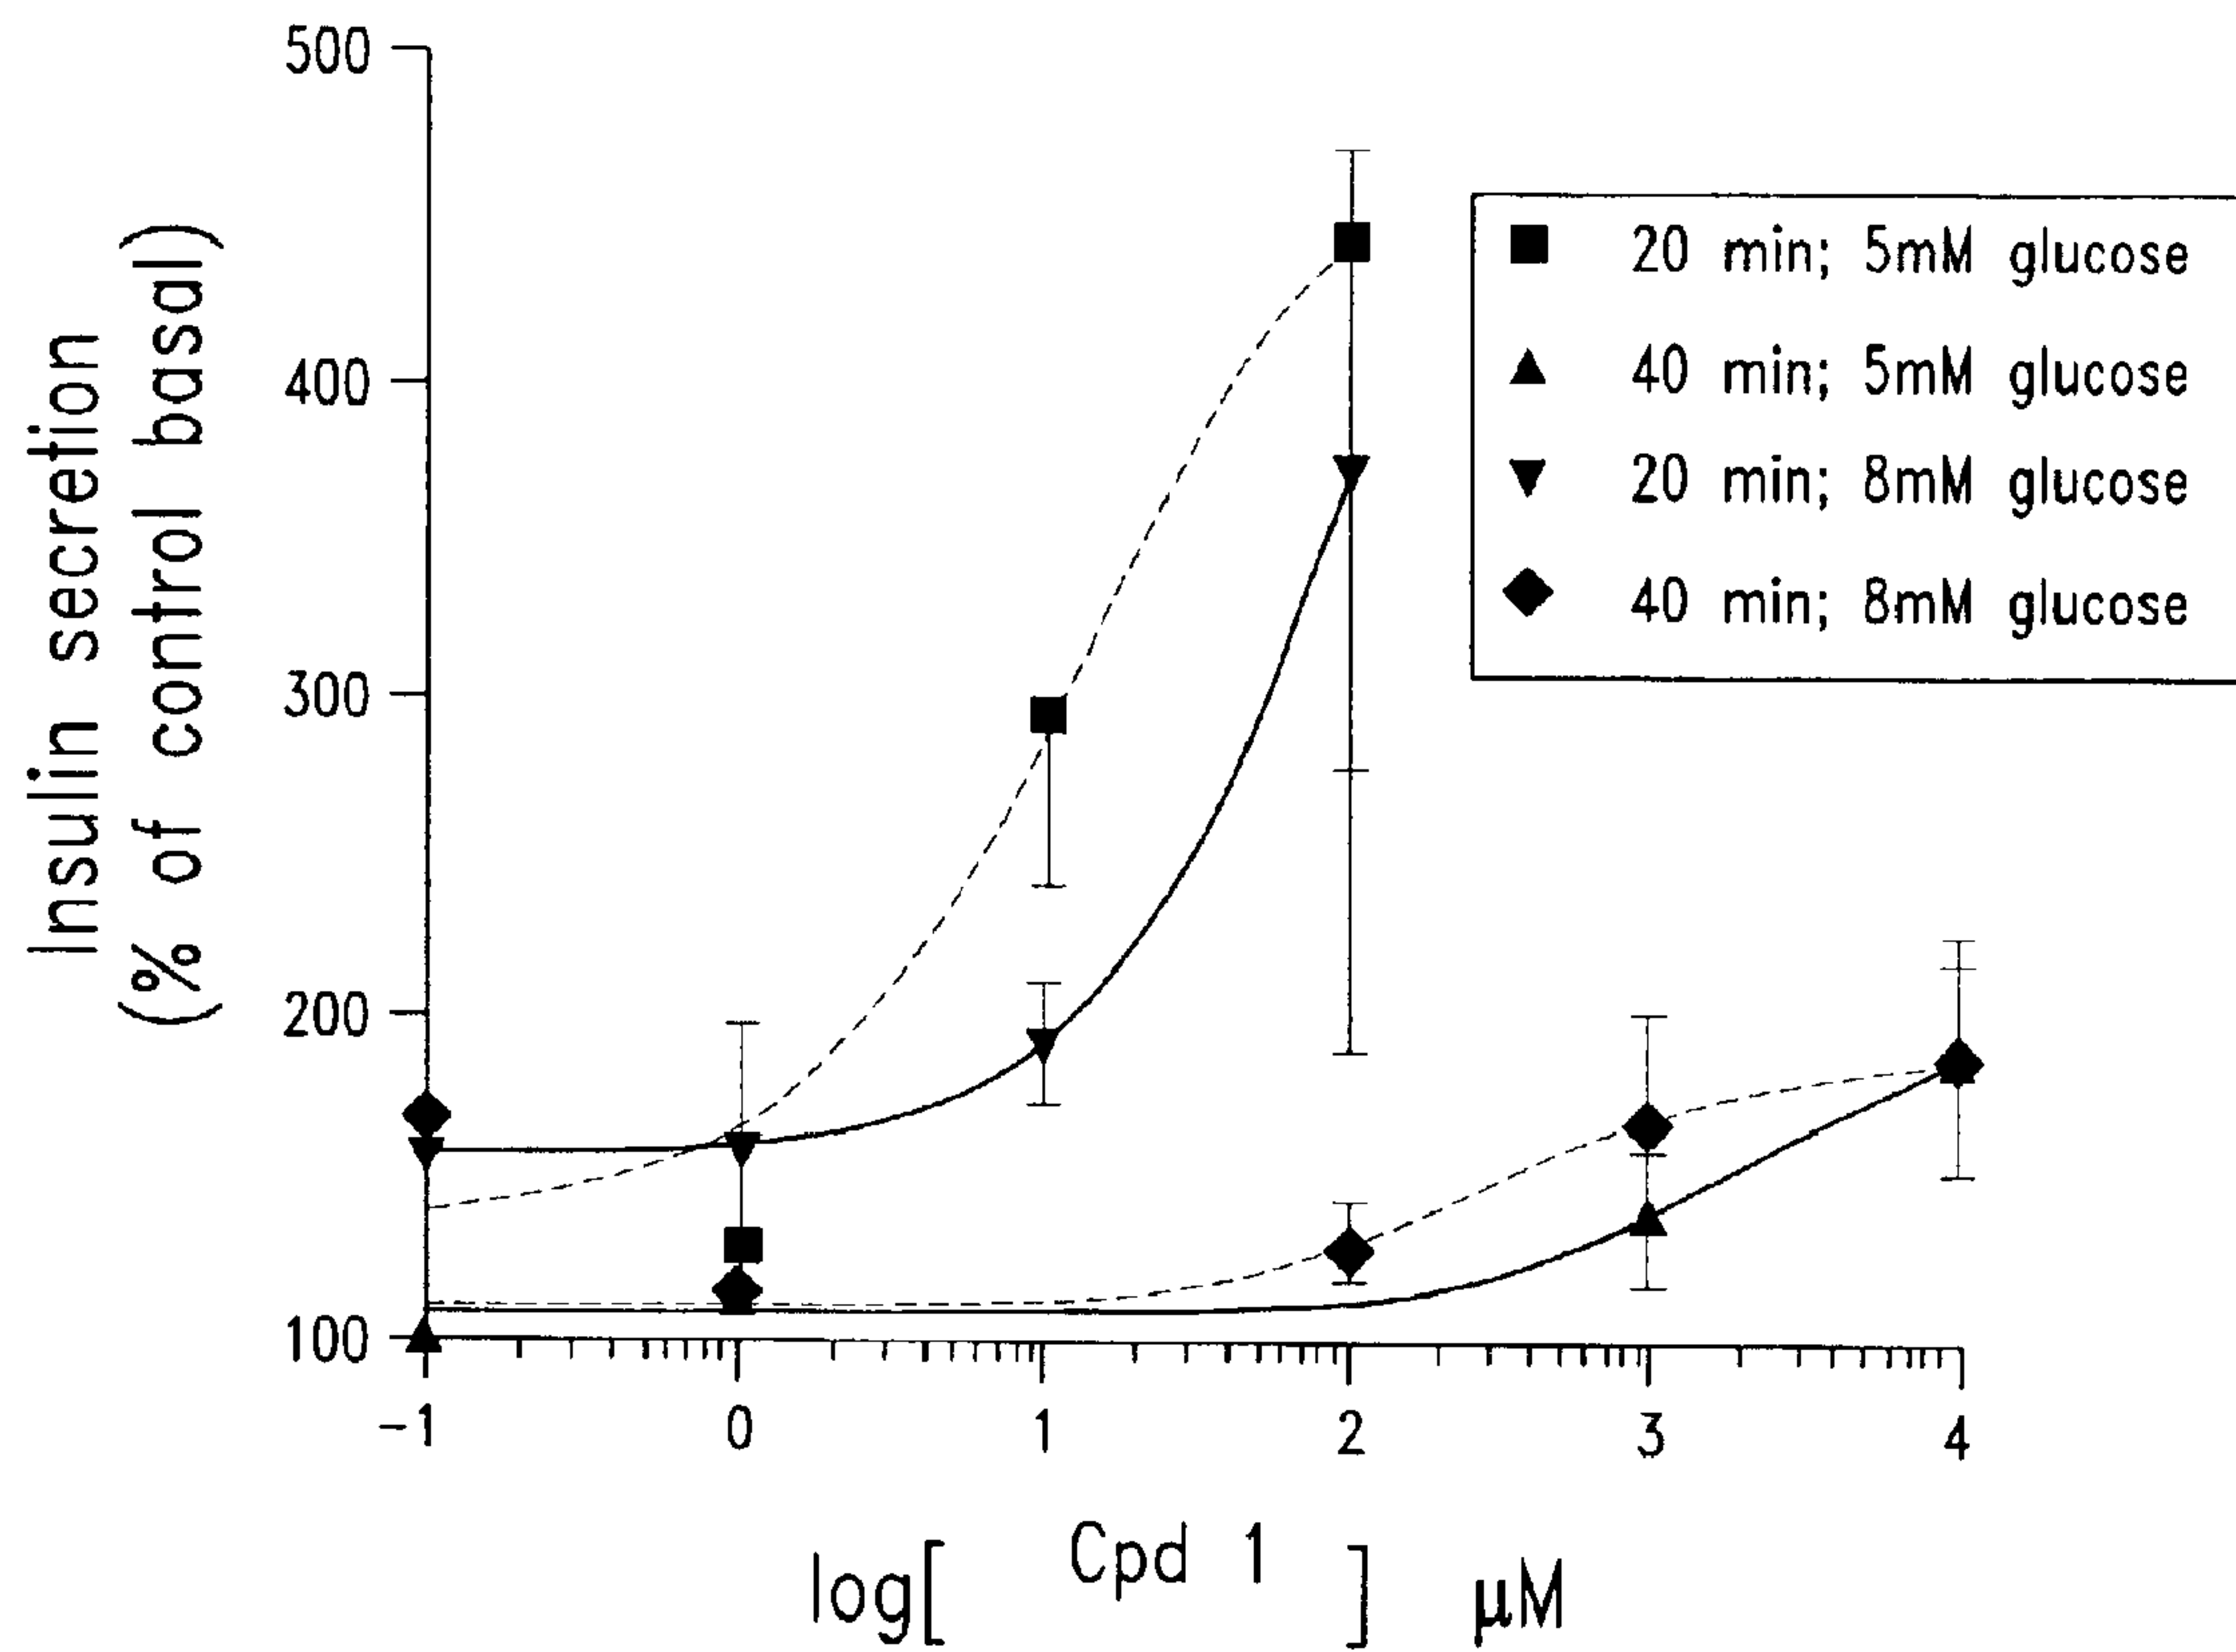 Insulin secretion
(% of control basal)
500
400
300
200
100
-1 0 1 2 3 4
log[ Cpd 1 ] µM
20 min; 5mM glucose
40 min; 5mM glucose
20 min; 8mM glucose
40 min; 8mM glucose